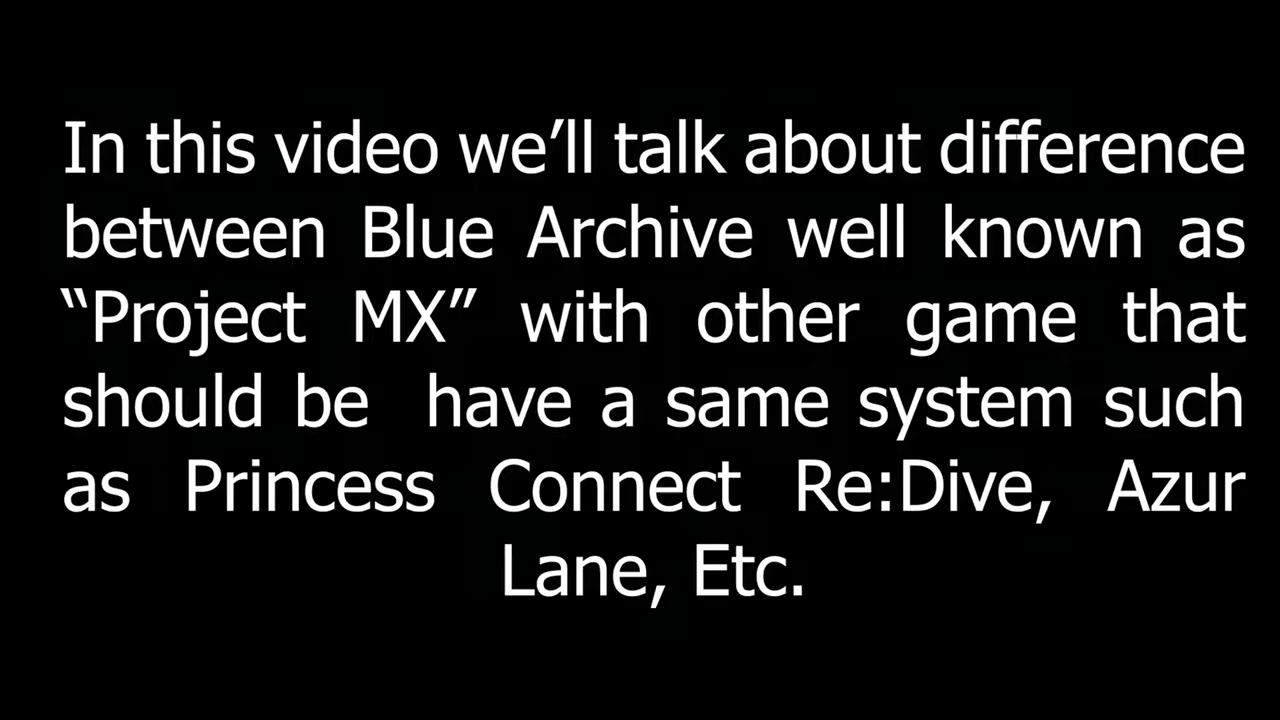 In this video we’ll talk about difference
between Blue Archive well known as
“Project MX” with other game that
should be have a same system such
as Princess Connect Re:Dive, Azur
Lane, Etc.